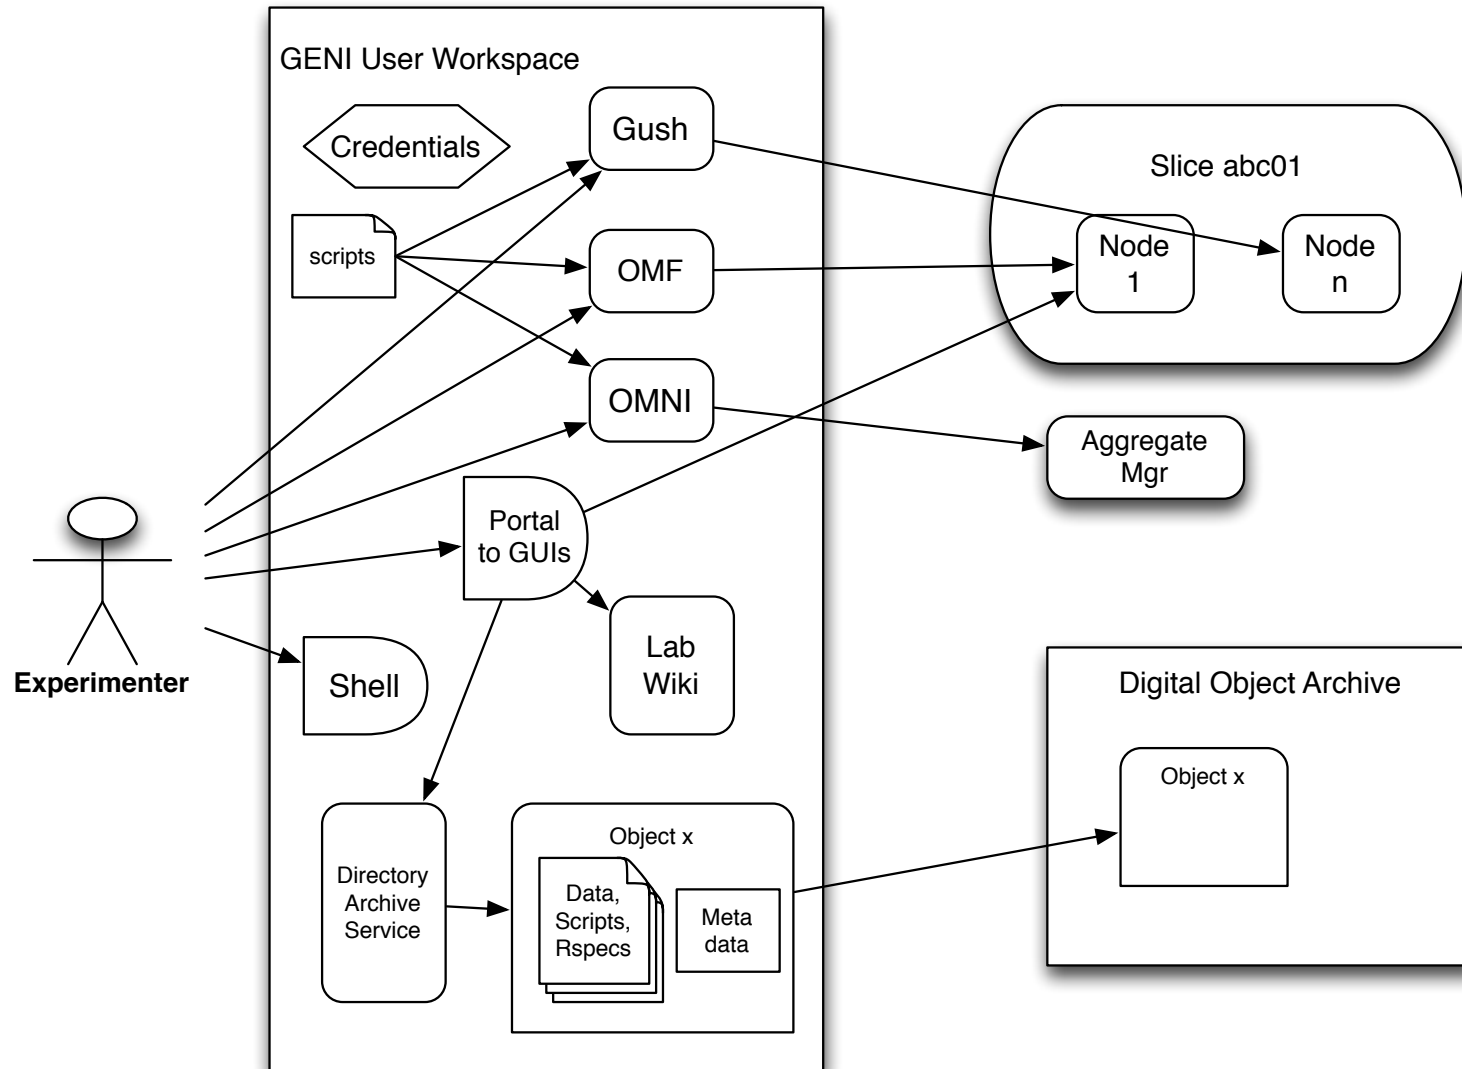 GENI User Workspace
Credentials
Gush
scripts
OMF
OMNI
Slice abc01
Node
1
Node
n
Aggregate
Mgr
Portal
to GUIs
Experimenter
Shell
Lab
Wiki
Directory
Archive
Service
Object x
Data,
Scripts,
Rspecs
Meta
data
Digital Object Archive
Object x